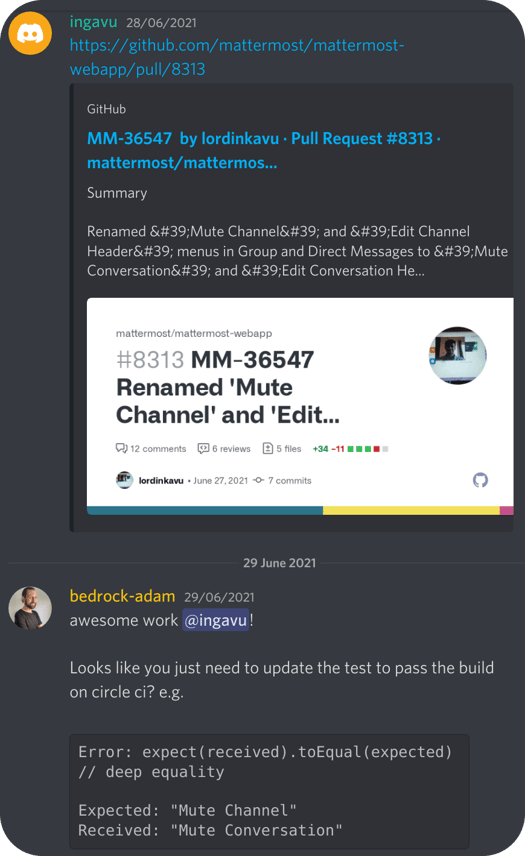 ingavu 28/06/2021
https://github.com/mattermost/mattermost-
webapp/pull/8313
GitHub
MM-36547 by lordinkavu · Pull Request #8313 ·
mattermost/mattermos...
Summary
Renamed &#39;Mute Channel&#39; and &#39;Edit Channel
Header&#39; menus in Group and Direct Messages to &#39;Mute
Conversation&#39; and &#39;Edit Conversation He...
mattermost/mattermost-webapp
#8313 MM-36547
Renamed 'Mute
Channel' and 'Edit...
12 comments 6 reviews 5 files +34 -11
lordinkavu • June 27, 2021 7 commits
29 June 2021
bedrock-adam 29/06/2021
awesome work @ingavu!
Looks like you just need to update the test to pass the build
on circle ci? e.g.
Error: expect(received).toEqual(expected)
// deep equality
Expected: "Mute Channel"
Received: "Mute Conversation"